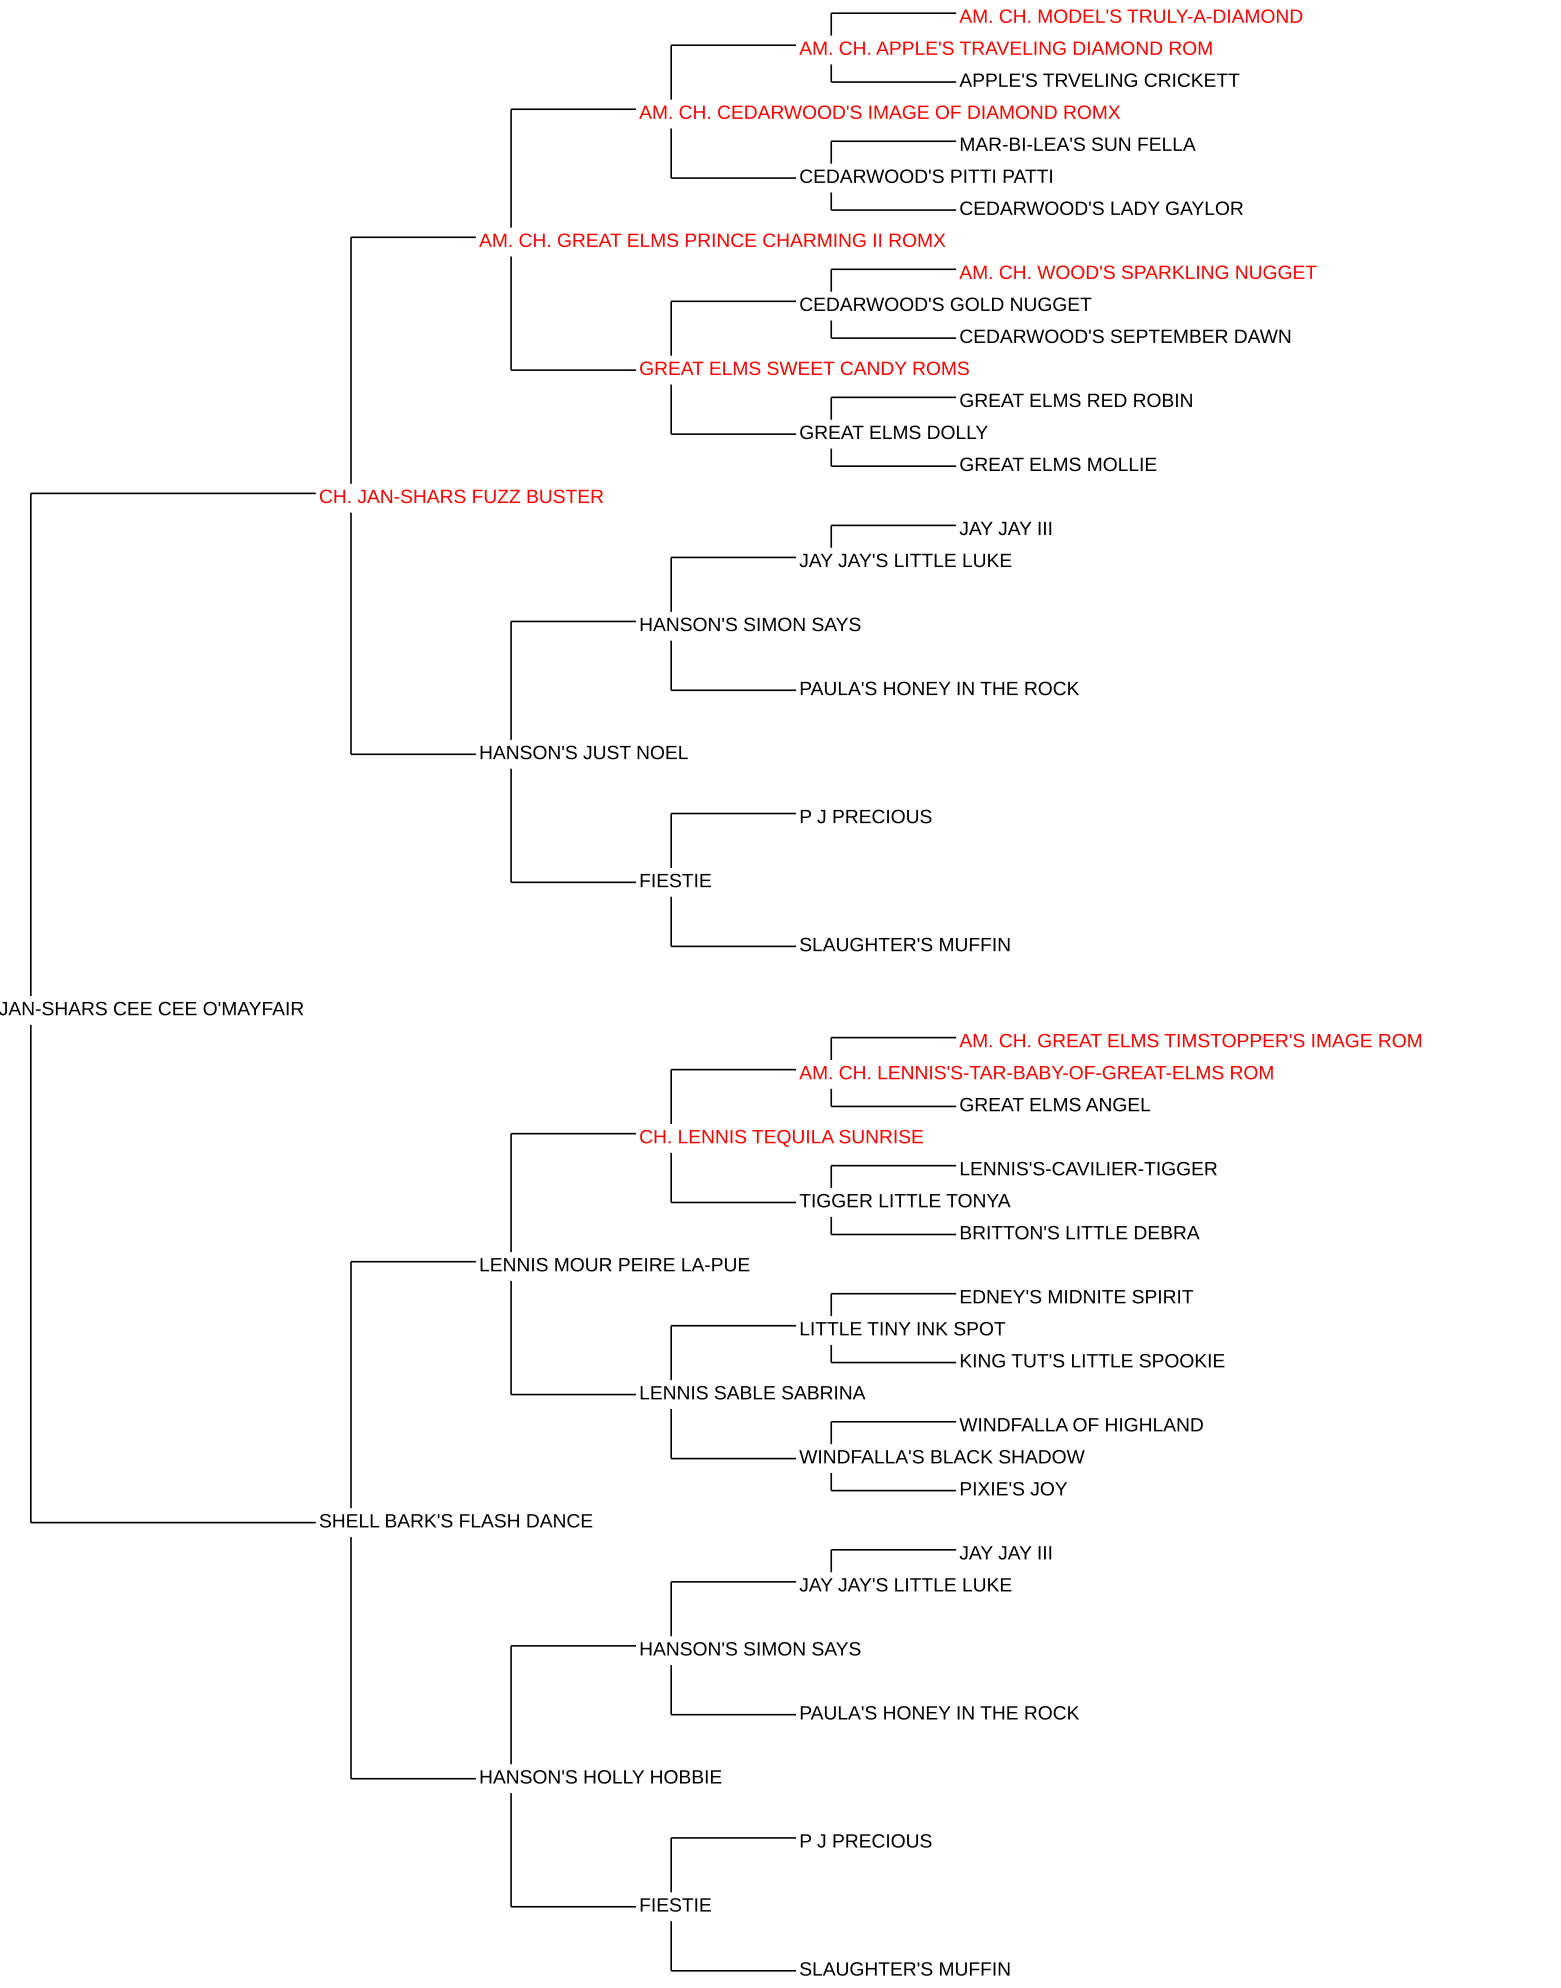 AM. CH. MODEL'S TRULY-A-DIAMOND
AM. CH. APPLE'S TRAVELING DIAMOND ROM
APPLE'S TRVELING CRICKETT
AM. CH. CEDARWOOD'S IMAGE OF DIAMOND ROMX
MAR-BI-LEA'S SUN FELLA
CEDARWOOD'S PITTI PATTI
CEDARWOOD'S LADY GAYLOR
AM. CH. GREAT ELMS PRINCE CHARMING II ROMX
AM. CH. WOOD'S SPARKLING NUGGET
CEDARWOOD'S GOLD NUGGET
CEDARWOOD'S SEPTEMBER DAWN
GREAT ELMS SWEET CANDY ROMS
GREAT ELMS RED ROBIN
GREAT ELMS DOLLY
GREAT ELMS MOLLIE
CH. JAN-SHARS FUZZ BUSTER
JAY JAY III
JAY JAY'S LITTLE LUKE
HANSON'S SIMON SAYS
PAULA'S HONEY IN THE ROCK
HANSON'S JUST NOEL
P J PRECIOUS
FIESTIE
SLAUGHTER'S MUFFIN
JAN-SHARS CEE CEE O'MAYFAIR
AM. CH. GREAT ELMS TIMSTOPPER'S IMAGE ROM
AM. CH. LENNIS'S-TAR-BABY-OF-GREAT-ELMS ROM
GREAT ELMS ANGEL
CH. LENNIS TEQUILA SUNRISE
LENNIS'S-CAVILIER-TIGGER
TIGGER LITTLE TONYA
BRITTON'S LITTLE DEBRA
LENNIS MOUR PEIRE LA-PUE
EDNEY'S MIDNITE SPIRIT
LITTLE TINY INK SPOT
KING TUT'S LITTLE SPOOKIE
LENNIS SABLE SABRINA
WINDFALLA OF HIGHLAND
WINDFALLA'S BLACK SHADOW
PIXIE'S JOY
SHELL BARK'S FLASH DANCE
JAY JAY III
JAY JAY'S LITTLE LUKE
HANSON'S SIMON SAYS
PAULA'S HONEY IN THE ROCK
HANSON'S HOLLY HOBBIE
P J PRECIOUS
FIESTIE
SLAUGHTER'S MUFFIN